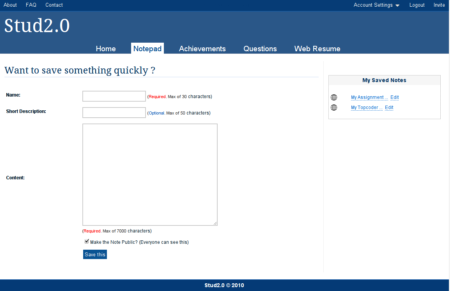 About FAQ Contact Account Settings Logout Invite
Stud2.0
Home Notepad Achievements Questions Web Resume
Want to save something quickly ?
My Saved Notes
Name: (Required. Max of 30 characters)
My Assignment ... Edit
Short Description: (Optional. Max of 50 characters)
My Topcoder ... Edit
Content:
(Required. Max of 7000 characters)
Make the Note Public? (Everyone can see this)
Save this
Stud2.0 © 2010